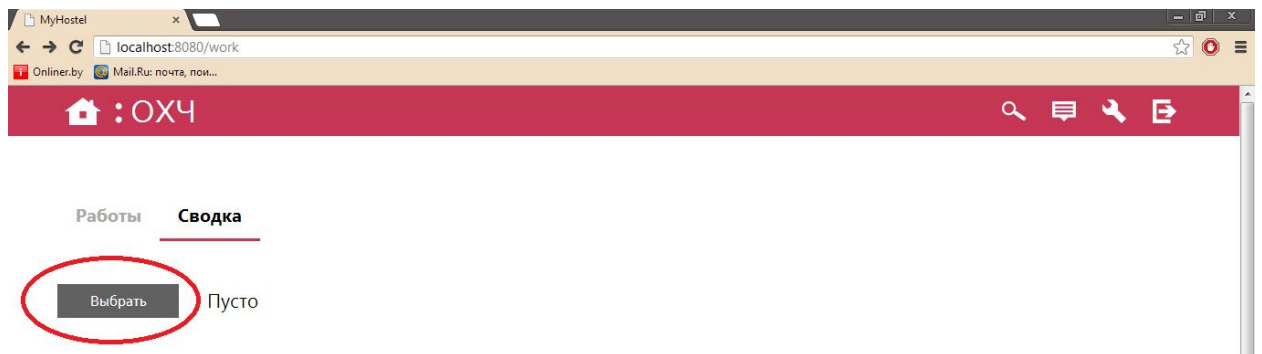 MyHostel
localhost:8080/work
Onliner.by Mail.Ru: почта, пои...
: ОХЧ
Работы Сводка
Выбрать Пусто